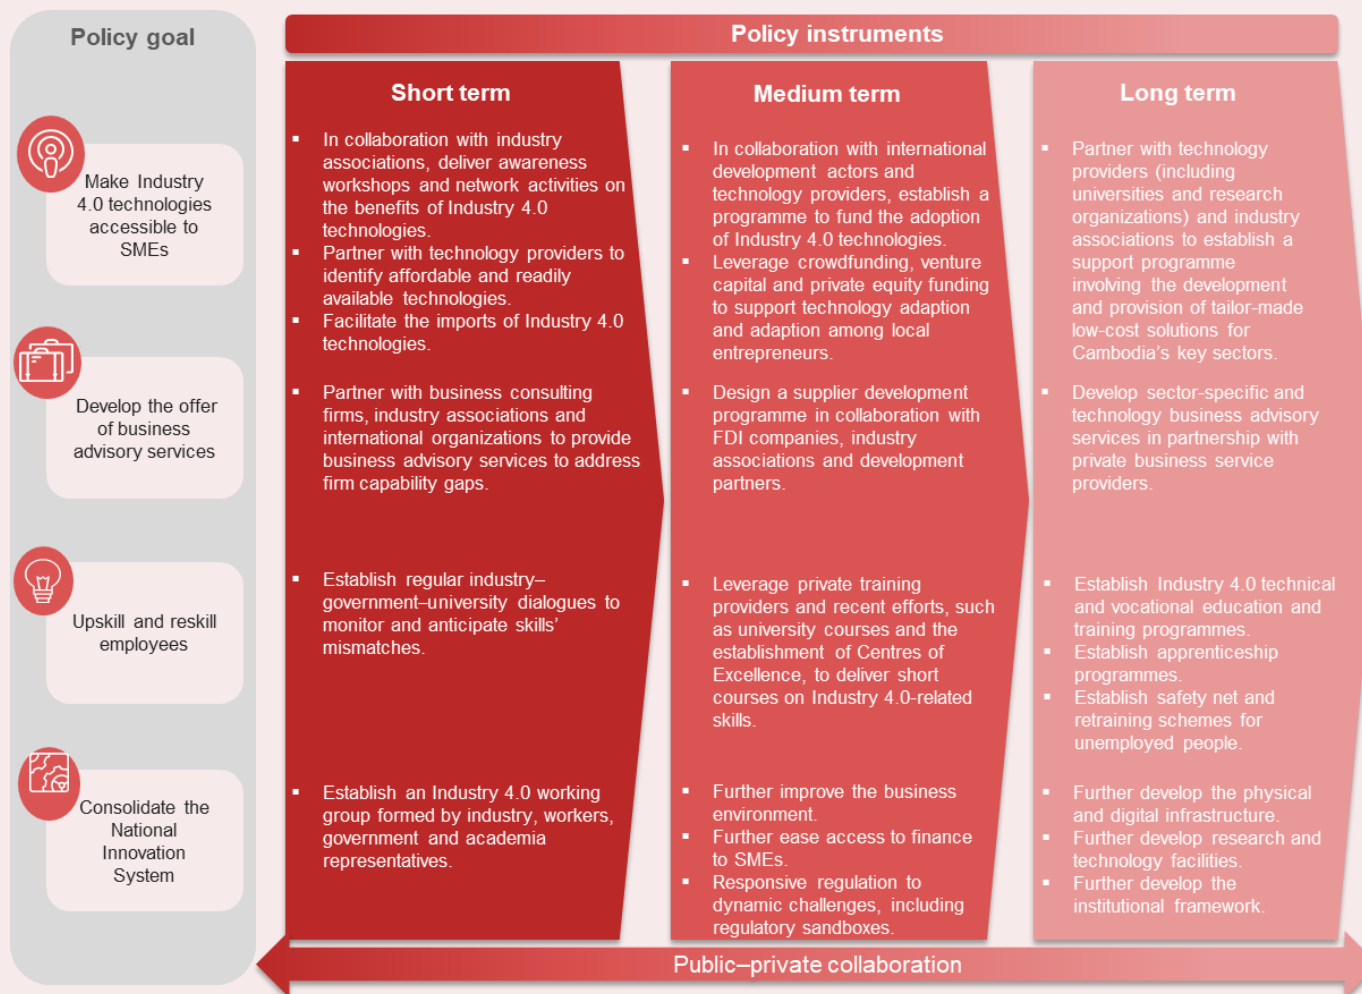 Policy goal
Make Industry
4.0 technologies
accessible to
SMEs
Develop the offer
of business
advisory services
Upskill and reskill
employees
Consolidate the
National
Innovation
System
Policy instruments
Short term
▪ In collaboration with industry
associations, deliver awareness
workshops and network activities on
the benefits of Industry 4.0
technologies.
▪ Partner with technology providers to
identify affordable and readily
available technologies.
▪ Facilitate the imports of Industry 4.0
technologies.
▪ Partner with business consulting
firms, industry associations and
international organizations to provide
business advisory services to address
firm capability gaps.
▪ Establish regular industry–
government–university dialogues to
monitor and anticipate skills’
mismatches.
▪ Establish an Industry 4.0 working
group formed by industry, workers,
government and academia
representatives.
Medium term
▪ In collaboration with international
development actors and
technology providers, establish a
programme to fund the adoption
of Industry 4.0 technologies.
▪ Leverage crowdfunding, venture
capital and private equity funding
to support technology adaption
and adaption among local
entrepreneurs.
▪ Design a supplier development
programme in collaboration with
FDI companies, industry
associations and development
partners.
▪ Leverage private training
providers and recent efforts, such
as university courses and the
establishment of Centres of
Excellence, to deliver short
courses on Industry 4.0-related
skills.
▪ Further improve the business
environment.
▪ Further ease access to finance
to SMEs.
▪ Responsive regulation to
dynamic challenges, including
regulatory sandboxes.
Long term
▪ Partner with technology
providers (including
universities and research
organizations) and industry
associations to establish a
support programme
involving the development
and provision of tailor-made
low-cost solutions for
Cambodia’s key sectors.
▪ Develop sector-specific and
technology business advisory
services in partnership with
private business service
providers.
▪ Establish Industry 4.0 technical
and vocational education and
training programmes.
▪ Establish apprenticeship
programmes.
▪ Establish safety net and
retraining schemes for
unemployed people.
▪ Further develop the physical
and digital infrastructure.
▪ Further develop research and
technology facilities.
▪ Further develop the
institutional framework.
Public–private collaboration